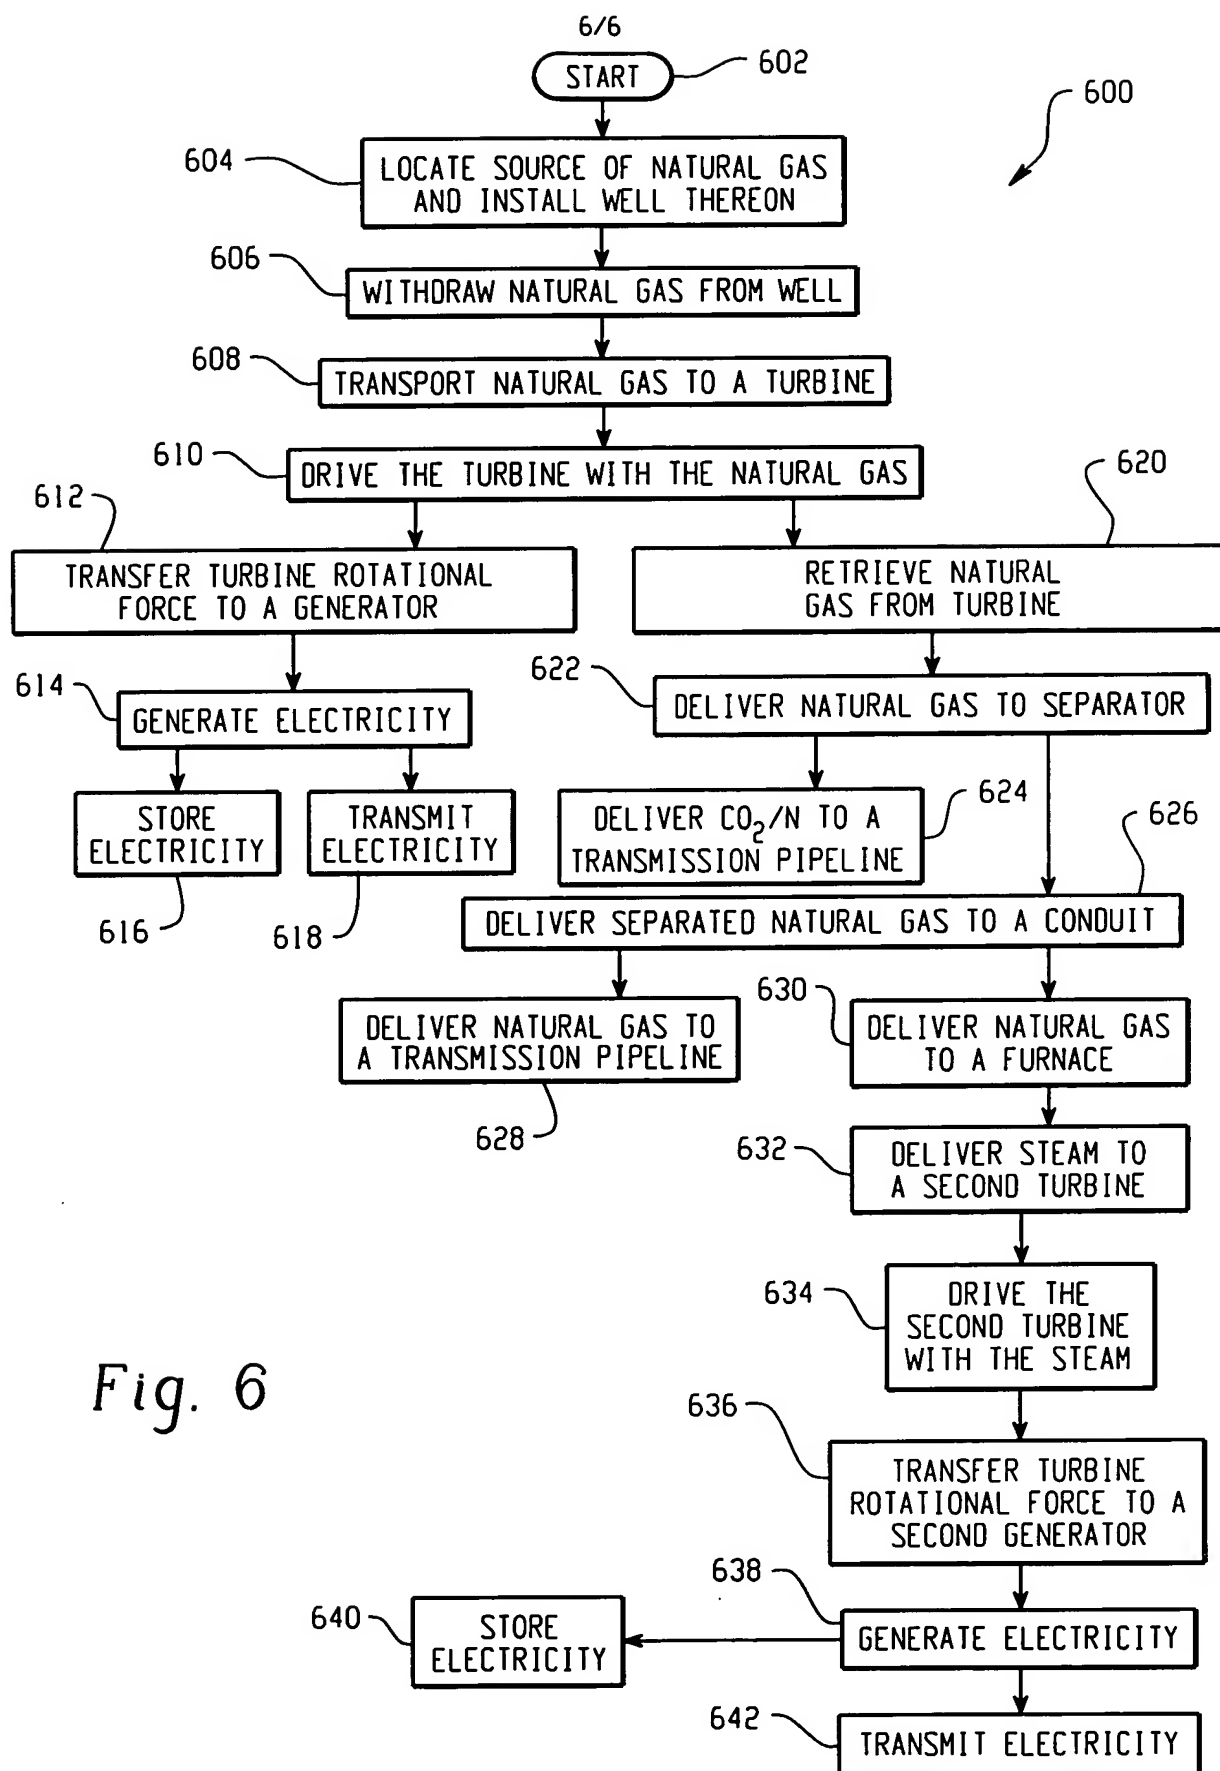 6/6
START
602
600
604
LOCATE SOURCE OF NATURAL GAS
AND INSTALL WELL THEREON
606
WITHDRAW NATURAL GAS FROM WELL
608
TRANSPORT NATURAL GAS TO A TURBINE
610
DRIVE THE TURBINE WITH THE NATURAL GAS
612
TRANSFER TURBINE ROTATIONAL
FORCE TO A GENERATOR
620
RETRIEVE NATURAL
GAS FROM TURBINE
614
GENERATE ELECTRICITY
622
DELIVER NATURAL GAS TO SEPARATOR
STORE
ELECTRICITY
616
TRANSMIT
ELECTRICITY
618
DELIVER CO₂/N TO A
TRANSMISSION PIPELINE
624
626
DELIVER SEPARATED NATURAL GAS TO A CONDUIT
DELIVER NATURAL GAS TO
A TRANSMISSION PIPELINE
628
630
DELIVER NATURAL GAS
TO A FURNACE
632
DELIVER STEAM TO
A SECOND TURBINE
634
DRIVE THE
SECOND TURBINE
WITH THE STEAM
Fig. 6
636
TRANSFER TURBINE
ROTATIONAL FORCE TO A
SECOND GENERATOR
638
GENERATE ELECTRICITY
640
STORE
ELECTRICITY
642
TRANSMIT ELECTRICITY